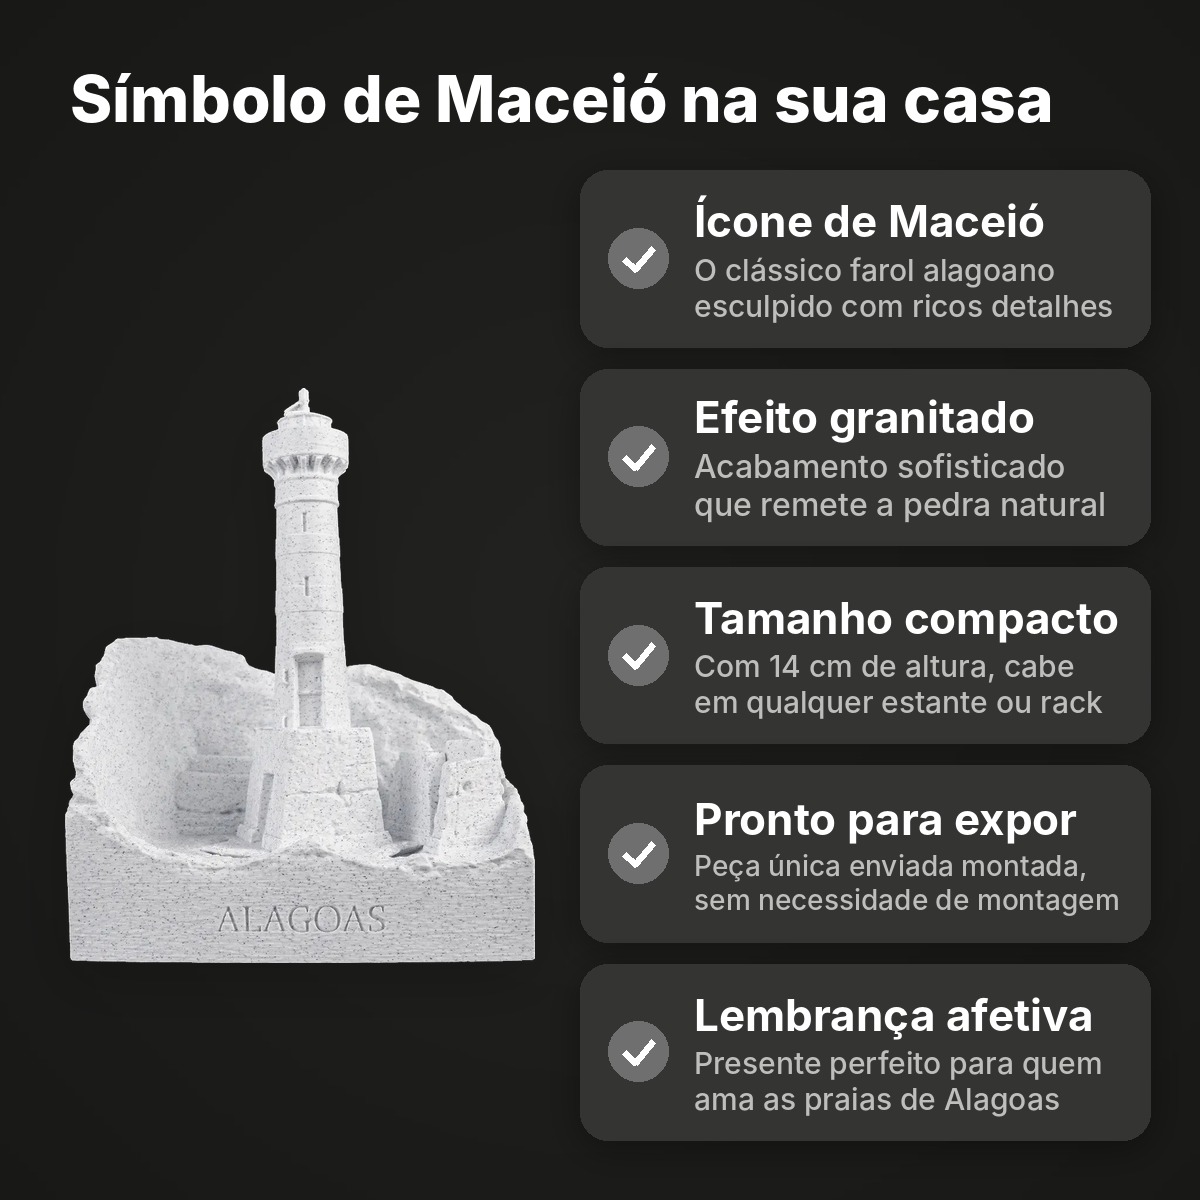 Símbolo de Maceió na sua casa
Ícone de Maceió
O clássico farol alagoano
esculpido com ricos detalhes
Efeito granitado
Acabamento sofisticado
que remete a pedra natural
Tamanho compacto
Com 14 cm de altura, cabe
em qualquer estante ou rack
Pronto para expor
Peça única enviada montada,
sem necessidade de montagem
Lembrança afetiva
Presente perfeito para quem
ama as praias de Alagoas
ALAGOAS